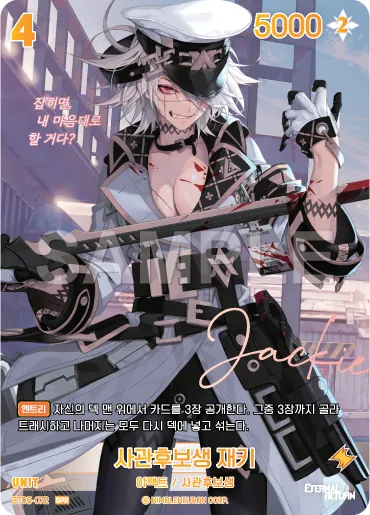 4
5000 2
잡히면,
내 마음대로
할 거다?
SAMPLE
Jackie
엔트리 자신의 덱 맨 위에서 카드를 3장 공개한다. 그중 3장까지 골라
트래시하고 나머지는 모두 다시 덱에 넣고 섞는다.
사관후보생 재키
UNIT
아펙트 / 사관후보생
ETERNAL
RETURN
© NIMBLENEURON CORP.